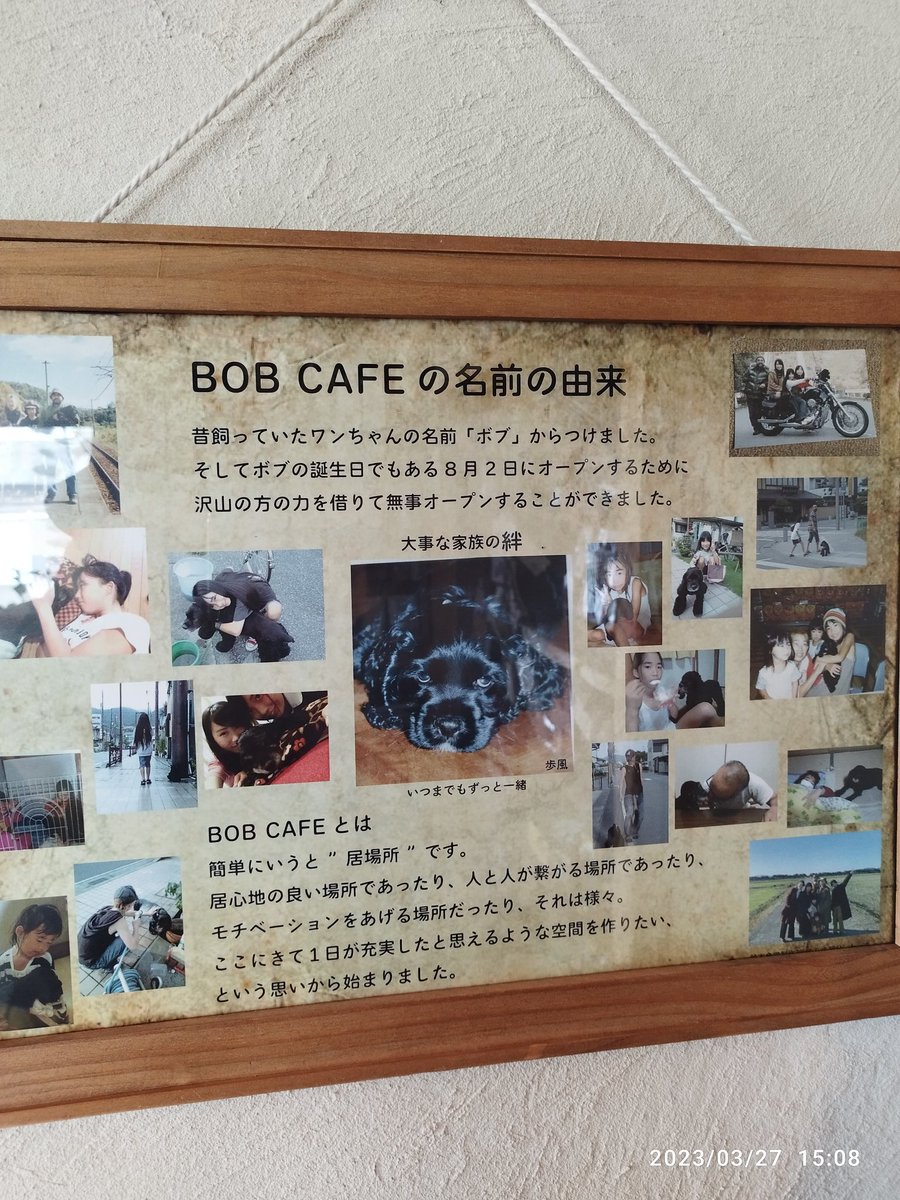 BOB CAFE の名前の由来
昔飼っていたワンちゃんの名前「ボブ」からつけました。
そしてボブの誕生日でもある８月２日にオープンするために
沢山の方の力を借りて無事オープンすることができました。
大事な家族の絆
歩風
いつまでもずっと一緒
BOB CAFE とは
簡単にいうと ” 居場所 ” です。
居心地の良い場所であったり、人と人が繋がる場所であったり、
モチベーションをあげる場所だったり、それは様々。
ここにきて１日が充実したと思えるような空間を作りたい、
という思いから始まりました。
2023/03/27 15:08